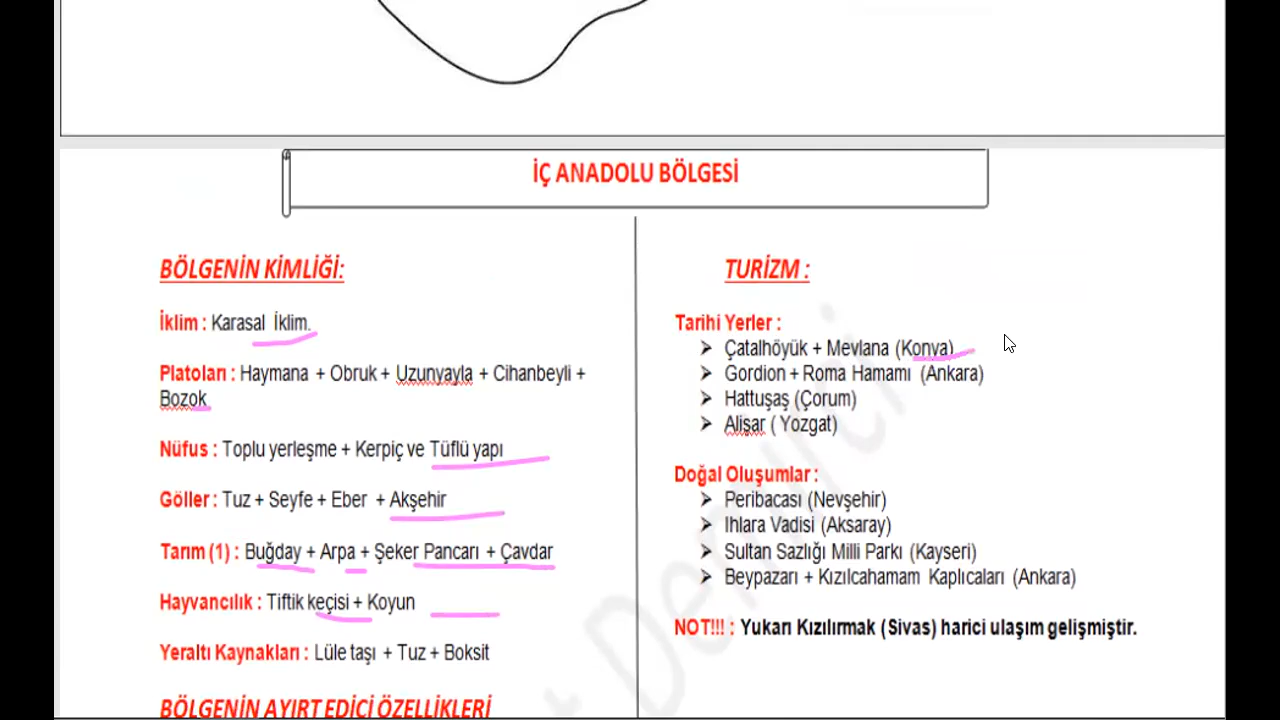 İÇ ANADOLU BÖLGESİ
BÖLGENİN KİMLİĞİ:
İklim : Karasal İklim.
Platoları : Haymana + Obruk + Uzunyayla + Cihanbeyli +
Bozok
Nüfus : Toplu yerleşme + Kerpiç ve Tüflü yapı
Göller : Tuz + Seyfe + Eber + Akşehir
Tarım (1) : Buğday + Arpa + Şeker Pancarı + Çavdar
Hayvancılık : Tiftik keçisi + Koyun
Yeraltı Kaynakları : Lüle taşı + Tuz + Boksit
BÖLGENİN AYIRT EDİCİ ÖZELLİKLERİ
TURİZM :
Tarihi Yerler :
➢ Çatalhöyük + Mevlana (Konya)
➢ Gordion + Roma Hamamı (Ankara)
➢ Hattuşaş (Çorum)
➢ Alişar ( Yozgat)
Doğal Oluşumlar :
➢ Peribacası (Nevşehir)
➢ Ihlara Vadisi (Aksaray)
➢ Sultan Sazlığı Milli Parkı (Kayseri)
➢ Beypazarı + Kızılcahamam Kaplıcaları (Ankara)
NOT!!! : Yukarı Kızılırmak (Sivas) harici ulaşım gelişmiştir.